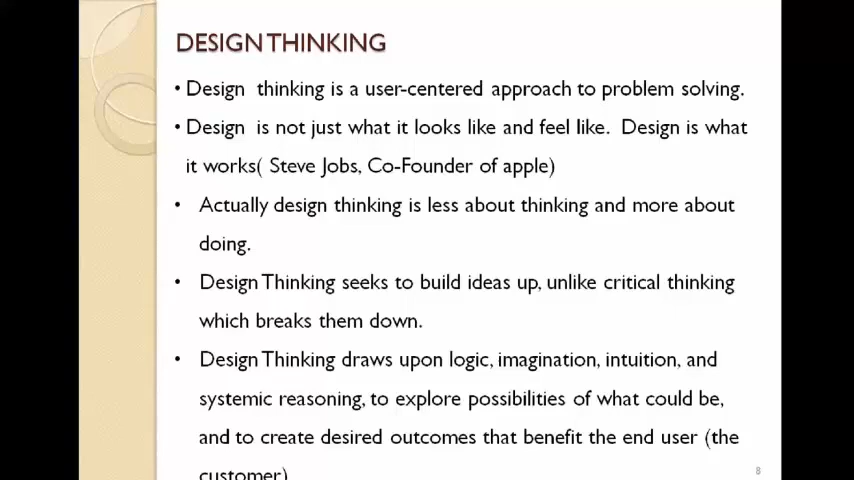 DESIGN THINKING
• Design thinking is a user-centered approach to problem solving.
• Design is not just what it looks like and feel like. Design is what
it works( Steve Jobs, Co-Founder of apple)
• Actually design thinking is less about thinking and more about
doing.
• Design Thinking seeks to build ideas up, unlike critical thinking
which breaks them down.
• Design Thinking draws upon logic, imagination, intuition, and
systemic reasoning, to explore possibilities of what could be,
and to create desired outcomes that benefit the end user (the
customer)
8